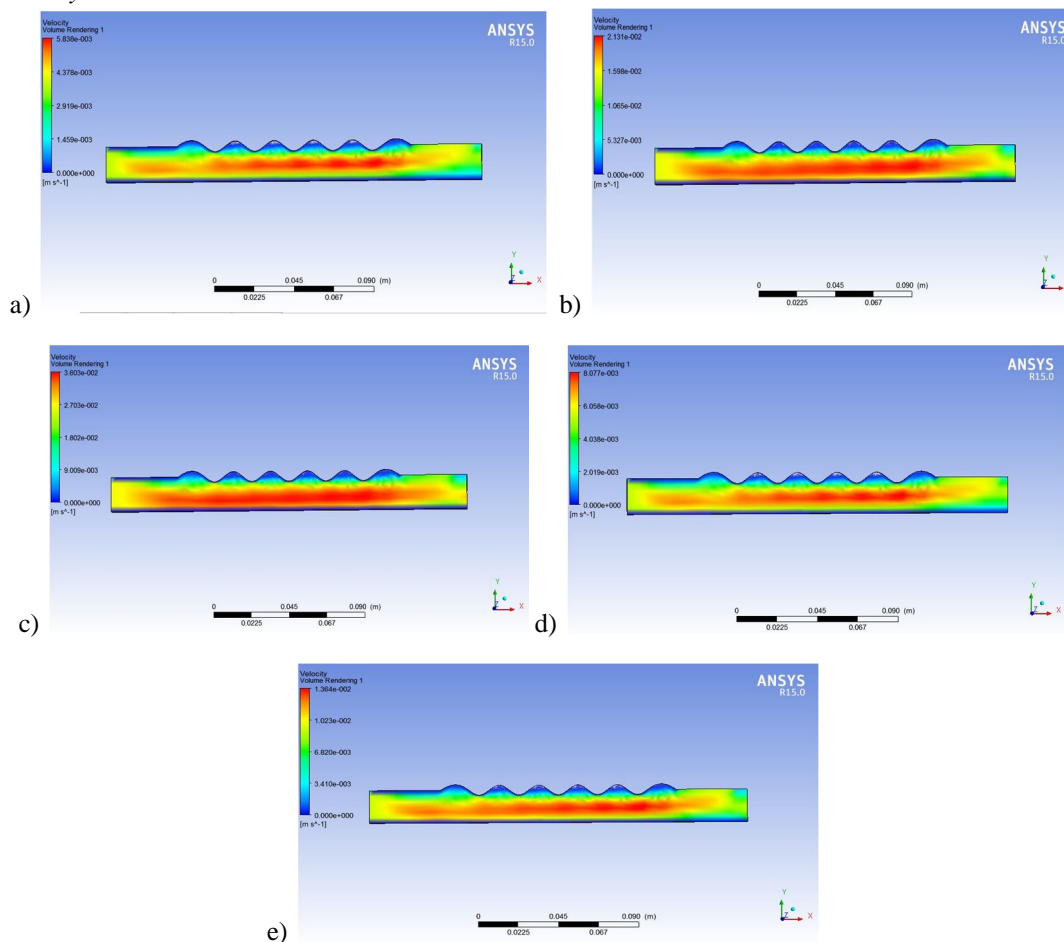 Velocity
Volume Rendering 1
5.838e-003
4.378e-003
2.919e-003
1.459e-003
0.000e+000
[m s^-1]
ANSYS
R15.0
0 0.045 0.090 (m)
0.0225 0.067
Y
Z X
a)
Velocity
Volume Rendering 1
2.131e-002
1.598e-002
1.065e-002
5.327e-003
0.000e+000
[m s^-1]
ANSYS
R15.0
0 0.045 0.090 (m)
0.0225 0.067
Y
Z X
b)
Velocity
Volume Rendering 1
3.603e-002
2.703e-002
1.802e-002
9.009e-003
0.000e+000
[m s^-1]
ANSYS
R15.0
0 0.045 0.090 (m)
0.0225 0.067
Y
Z X
c)
Velocity
Volume Rendering 1
8.077e-003
6.058e-003
4.038e-003
2.019e-003
0.000e+000
[m s^-1]
ANSYS
R15.0
0 0.045 0.090 (m)
0.0225 0.067
Y
Z X
d)
Velocity
Volume Rendering 1
1.364e-002
1.023e-002
6.820e-003
3.410e-003
0.000e+000
[m s^-1]
ANSYS
R15.0
0 0.045 0.090 (m)
0.0225 0.067
Y
Z X
e)